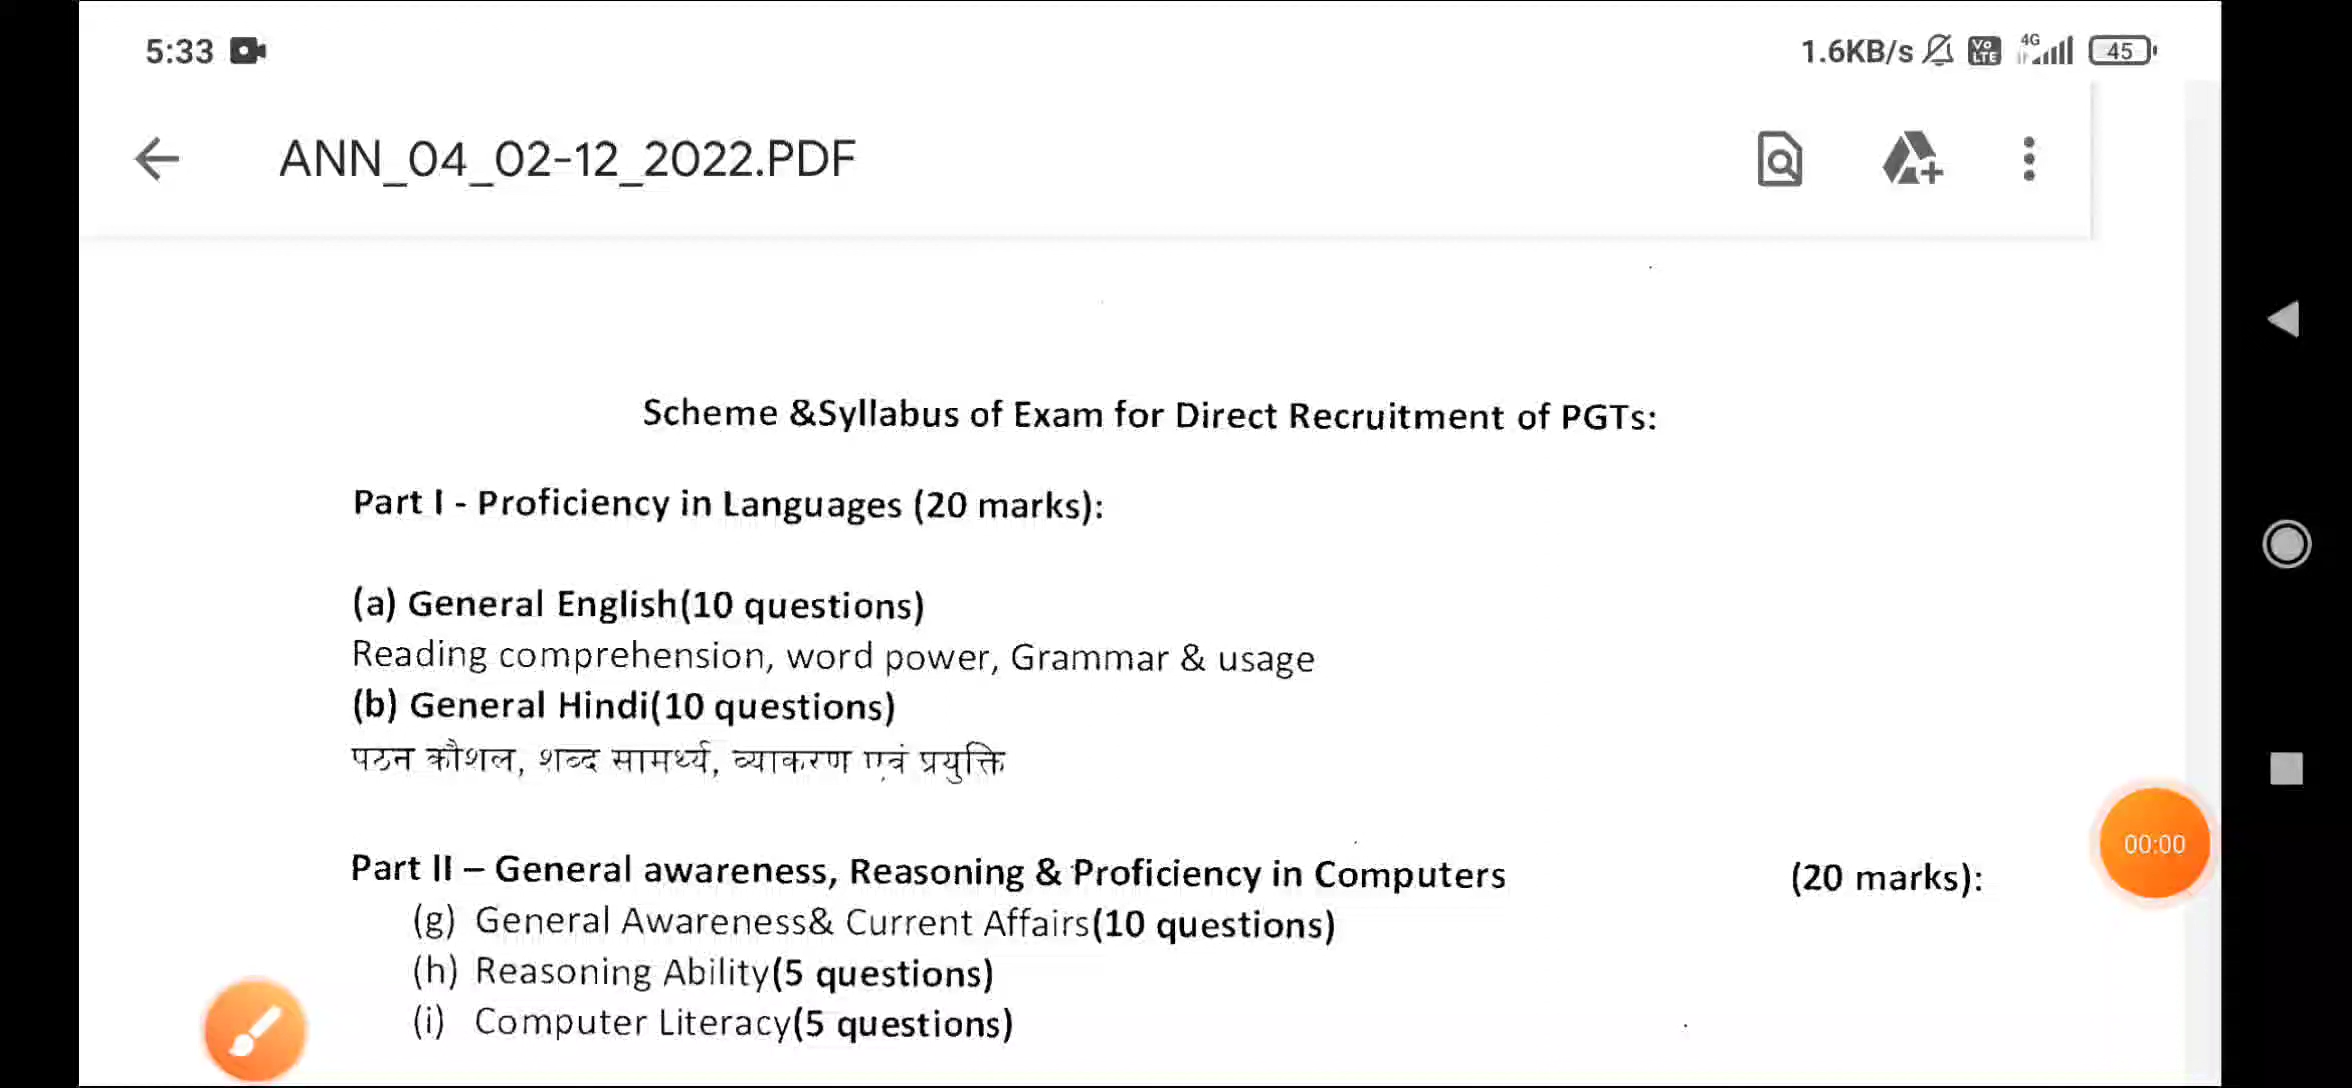 5:33
1.6KB/s Vo LTE 4G 45
ANN_04_02-12_2022.PDF
Scheme &Syllabus of Exam for Direct Recruitment of PGTs:
Part I - Proficiency in Languages (20 marks):
(a) General English(10 questions)
Reading comprehension, word power, Grammar & usage
(b) General Hindi(10 questions)
पठन कौशल, शब्द सामर्थ्य, व्याकरण एवं प्रयुक्ति
Part II – General awareness, Reasoning & Proficiency in Computers (20 marks):
(g) General Awareness& Current Affairs(10 questions)
(h) Reasoning Ability(5 questions)
(i) Computer Literacy(5 questions)
00:00